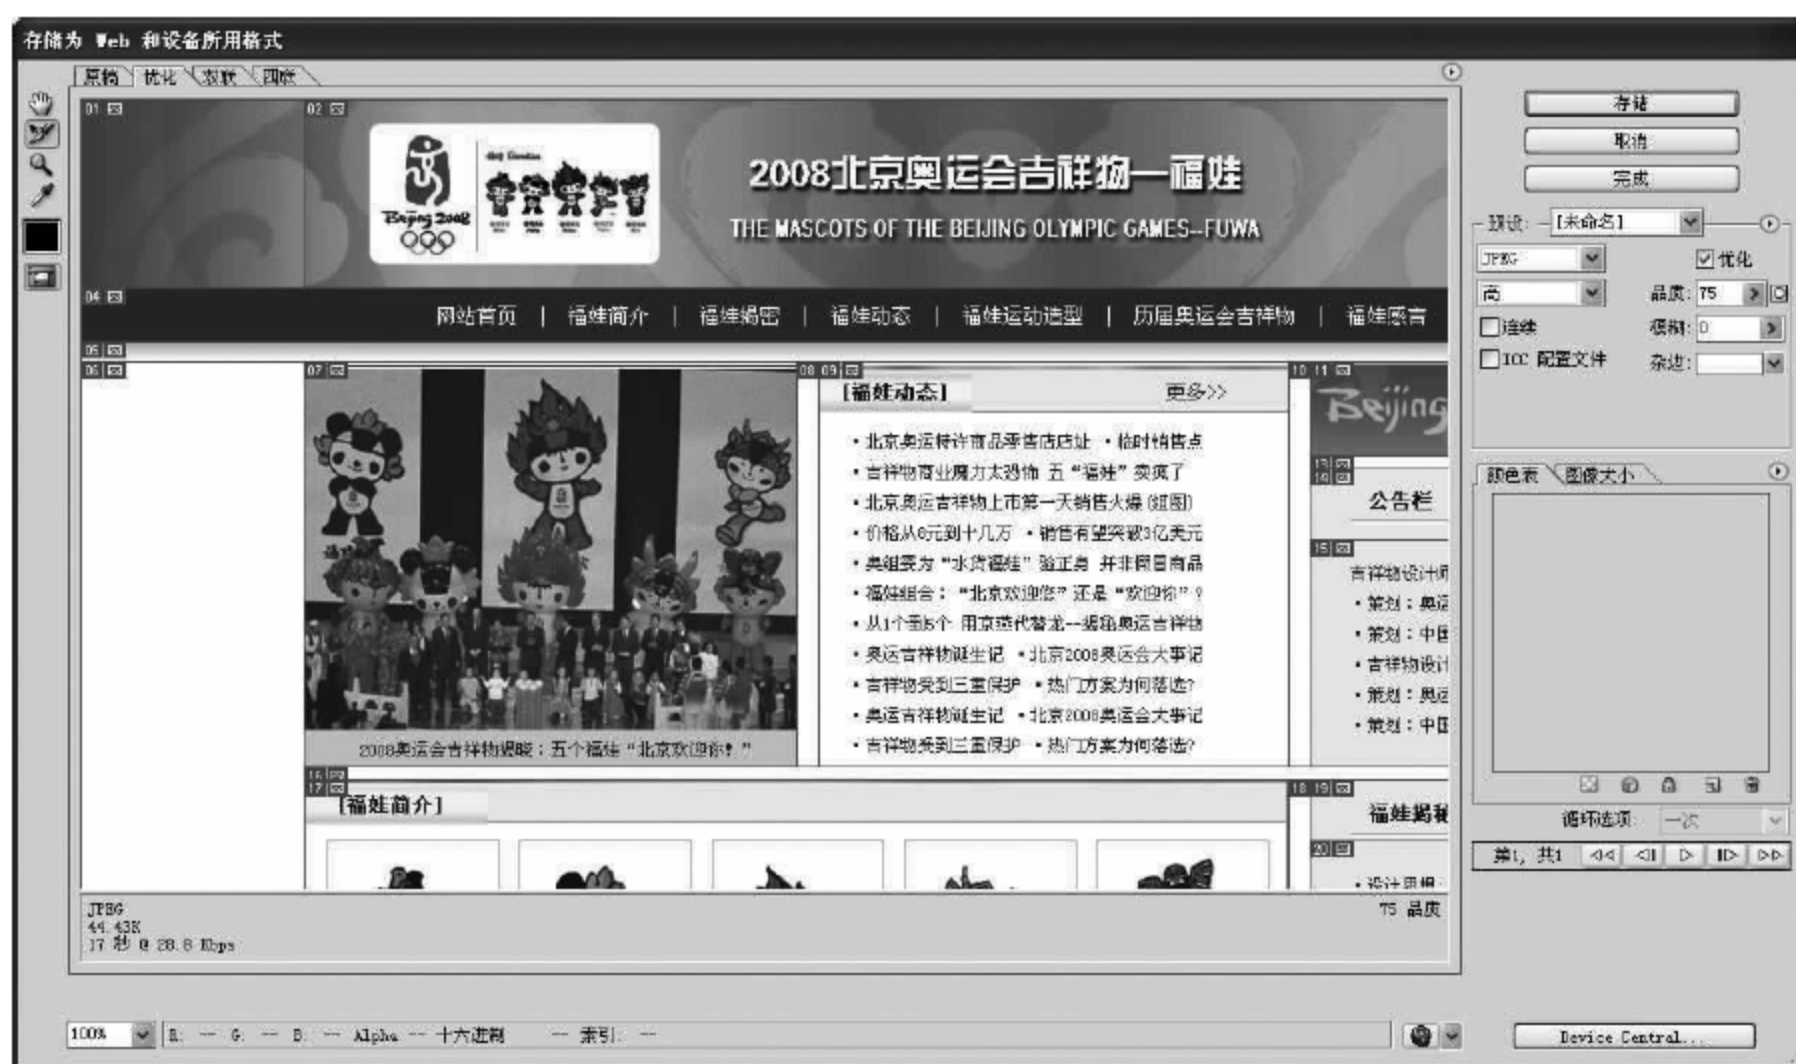 存储为 Web 和设备所用格式
原稿 优化 双联 四联
01 02
Beijing 2008
2008北京奥运会吉祥物—福娃
THE MASCOTS OF THE BEIJING OLYMPIC GAMES--FUWA
04
网站首页 | 福娃简介 | 福娃揭密 | 福娃动态 | 福娃运动造型 | 历届奥运会吉祥物 | 福娃感言
05
06 07 08 09 10 11
[福娃动态] 更多>>
Beijing
·北京奥运特许商品零售店店址 ·临时销售点
·吉祥物商业魔力太恐怖 五“福娃”卖疯了
·北京奥运吉祥物上市第一天销售火爆(组图)
·价格从6元到十几万 ·销售有望突破3亿美元
·奥组委为“水货福娃”验正身 并非假冒商品
·福娃组合：“北京欢迎您”还是“欢迎你”？
·从1个到5个 用京燕代替龙--揭秘奥运吉祥物
·奥运吉祥物诞生记 ·北京2008奥运会大事记
·吉祥物受到三重保护 ·热门方案为何落选?
·奥运吉祥物诞生记 ·北京2008奥运会大事记
·吉祥物受到三重保护 ·热门方案为何落选?
2008奥运会吉祥物揭晓：五个福娃“北京欢迎你！”
13
14
公告栏
15
吉祥物设计师
·策划：奥运
·策划：中国
·吉祥物设计
·策划：奥运
·策划：中国
16
17 18 19
[福娃简介]
福娃揭秘
20
·设计思想
JPEG
44.43K
17 秒 @ 28.8 Kbps
75 品质
100% R: -- G: -- B: -- Alpha -- 十六进制 -- 索引: --
存储
取消
完成
预设: [未命名]
JPEG 优化
高 品质: 75
连续 模糊: 0
ICC 配置文件 杂边:
颜色表 图像大小
循环选项: 一次
第1, 共1
Device Central...